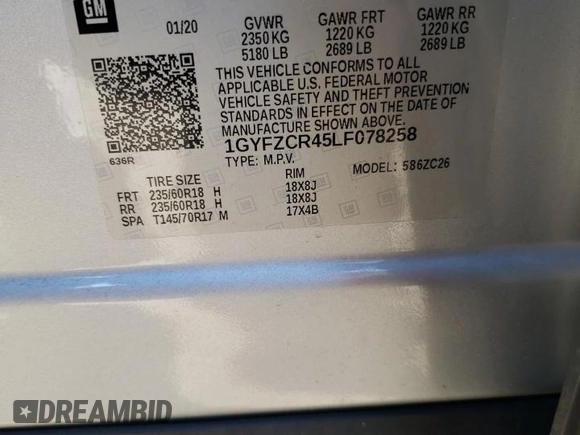 GM
01/20
GVWR
2350 KG
5180 LB
GAWR FRT
1220 KG
2689 LB
GAWR RR
1220 KG
2689 LB
THIS VEHICLE CONFORMS TO ALL
APPLICABLE U.S. FEDERAL MOTOR
VEHICLE SAFETY AND THEFT PREVENTION
STANDARDS IN EFFECT ON THE DATE OF
MANUFACTURE SHOWN ABOVE.
636R
1GYFZCR45LF078258
TYPE: M.P.V.
MODEL: 586ZC26
TIRE SIZE RIM
FRT 235/60R18 H 18X8J
RR 235/60R18 H 18X8J
SPA T145/70R17 M 17X4B
DREAMBID